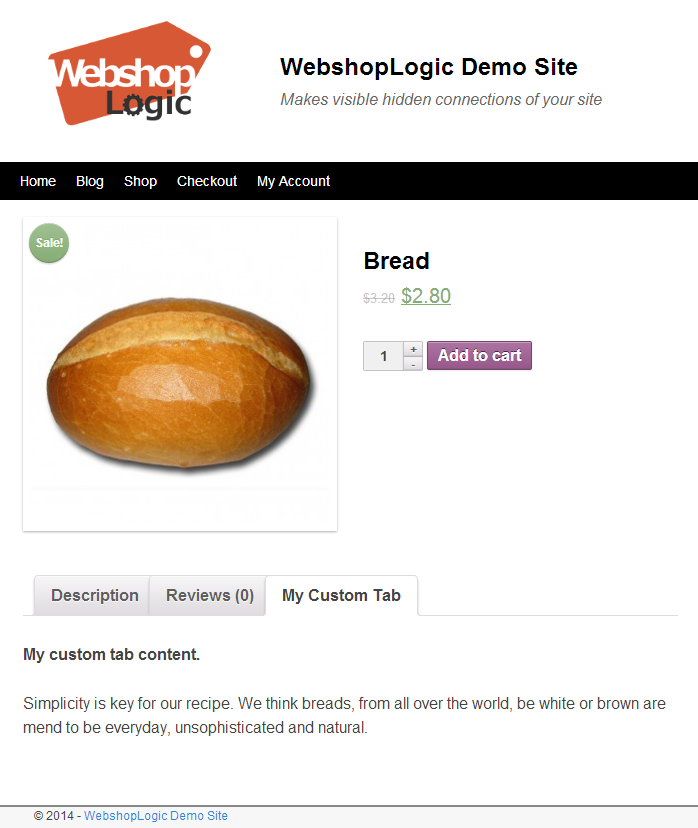 Webshop
Logic
WebshopLogic Demo Site
Makes visible hidden connections of your site
Home Blog Shop Checkout My Account
Sale!
Bread
$3.20 $2.80
1 + -
Add to cart
Description Reviews (0) My Custom Tab
My custom tab content.
Simplicity is key for our recipe. We think breads, from all over the world, be white or brown are
mend to be everyday, unsophisticated and natural.
© 2014 - WebshopLogic Demo Site